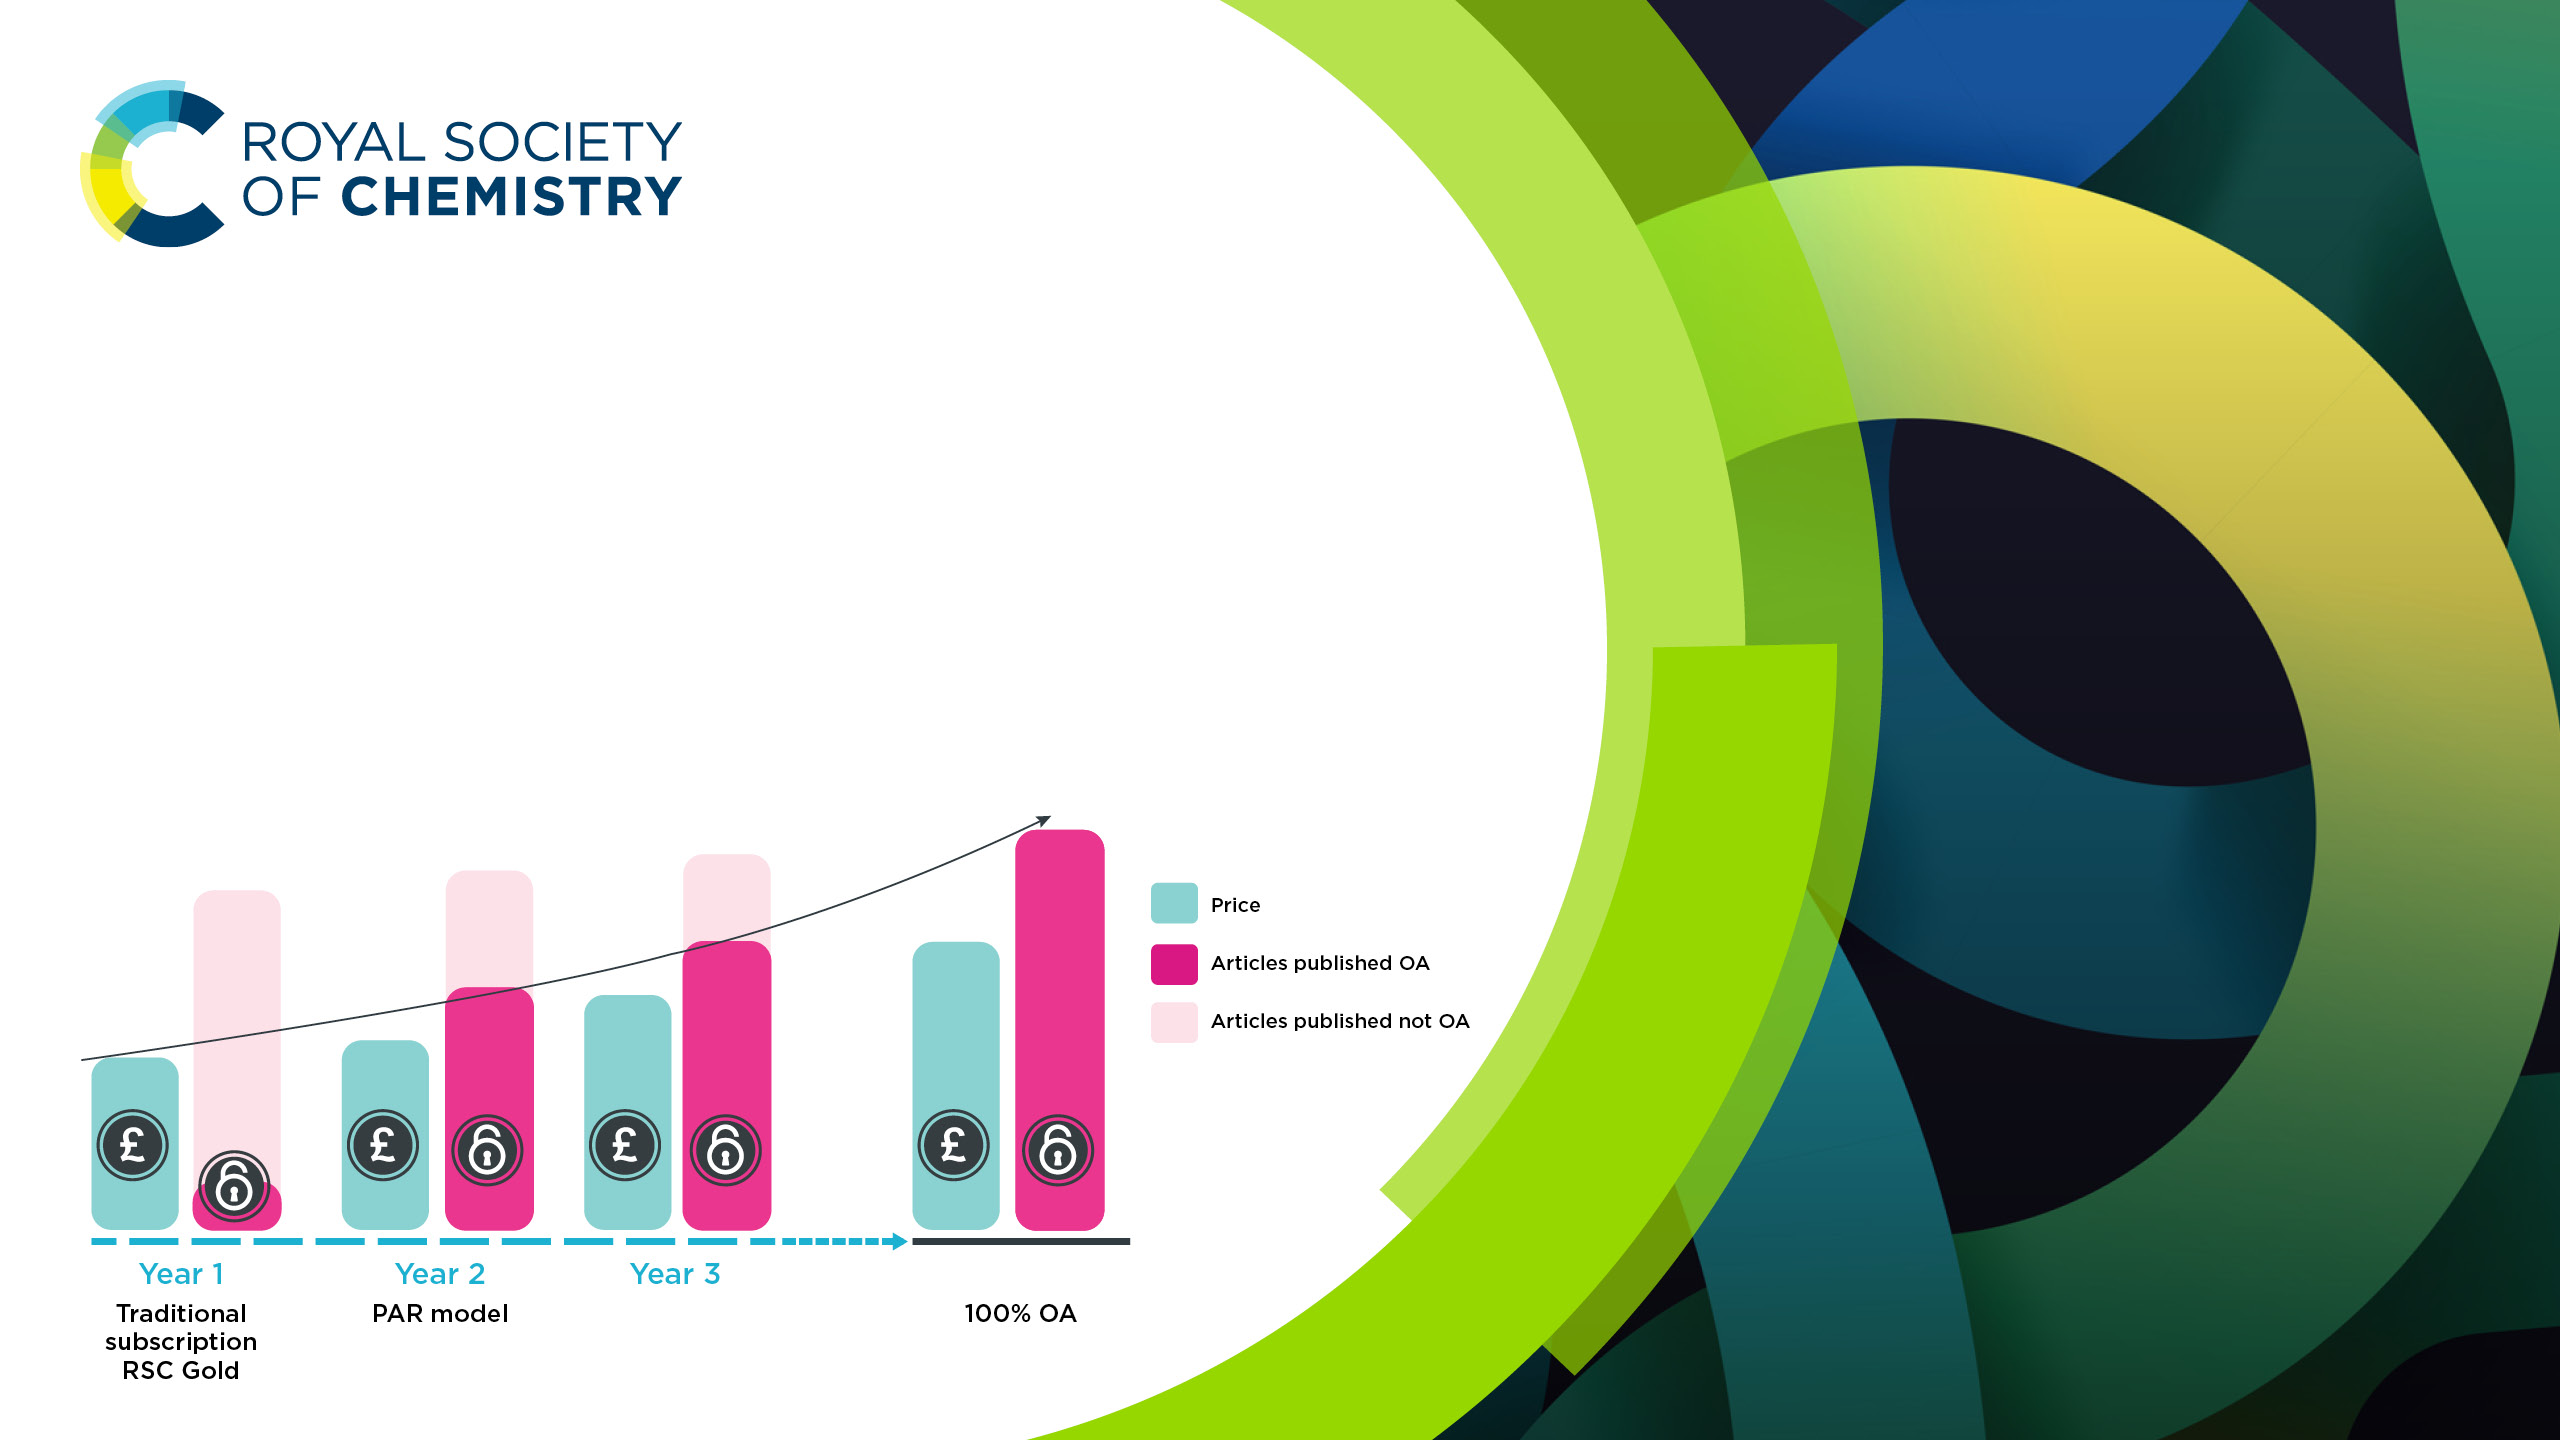 ROYAL SOCIETY
OF CHEMISTRY
Price
Articles published OA
Articles published not OA
£
£
£
£
Year 1
Year 2
Year 3
Traditional
subscription
RSC Gold
PAR model
100% OA